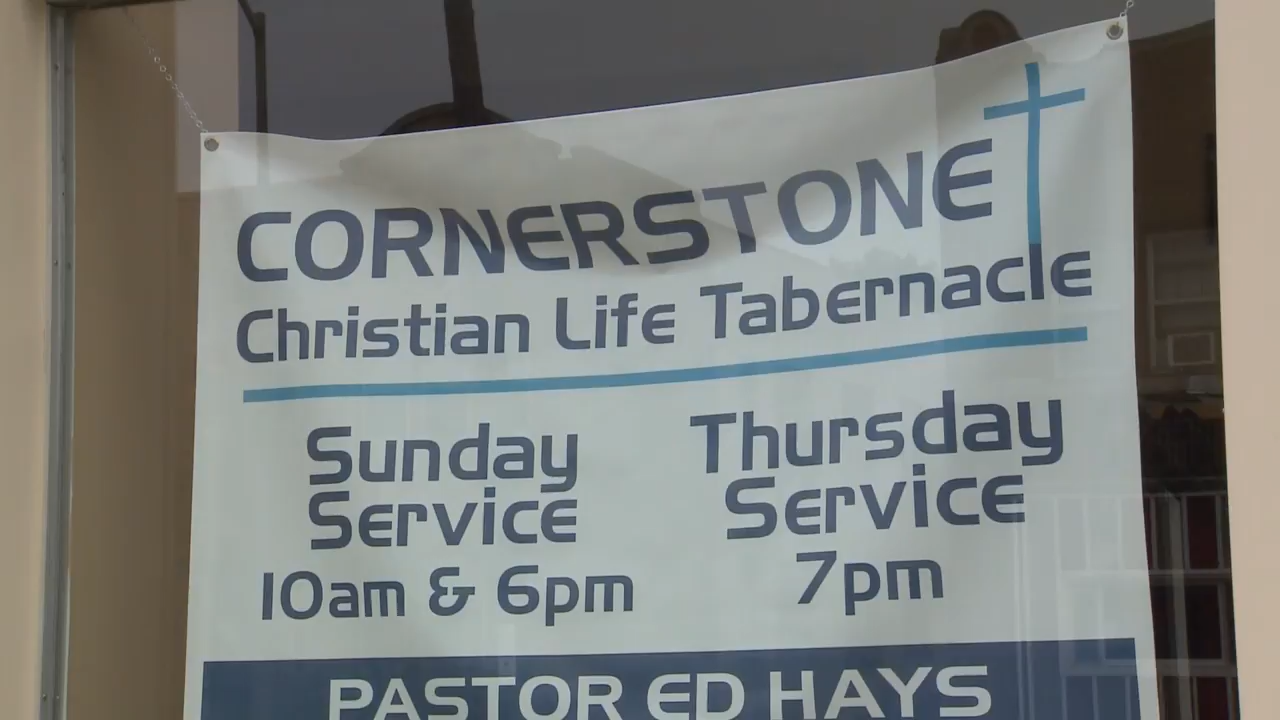 CORNERSTONE
Christian Life Tabernacle
Sunday Service
10am & 6pm
Thursday Service
7pm
PASTOR ED HAYS